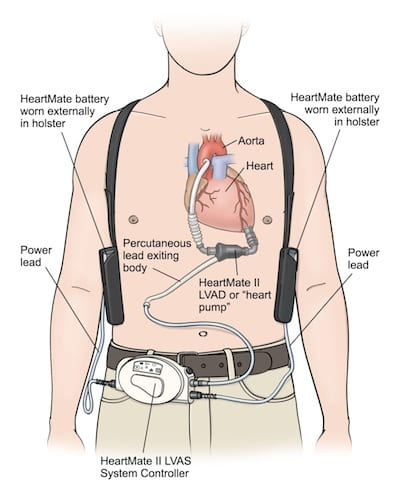 HeartMate battery
worn externally
in holster
HeartMate battery
worn externally
in holster
Aorta
Heart
Percutaneous
lead exiting
body
Power
lead
Power
lead
HeartMate II
LVAD or “heart
pump”
HeartMate II LVAS
System Controller